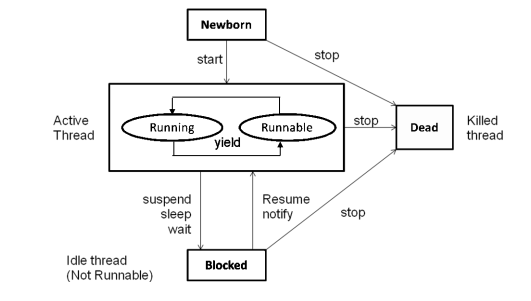 Newborn
start
stop
Active
Thread
Running
Runnable
yield
stop
Dead
Killed
thread
suspend
sleep
wait
Resume
notify
stop
Idle thread
(Not Runnable)
Blocked